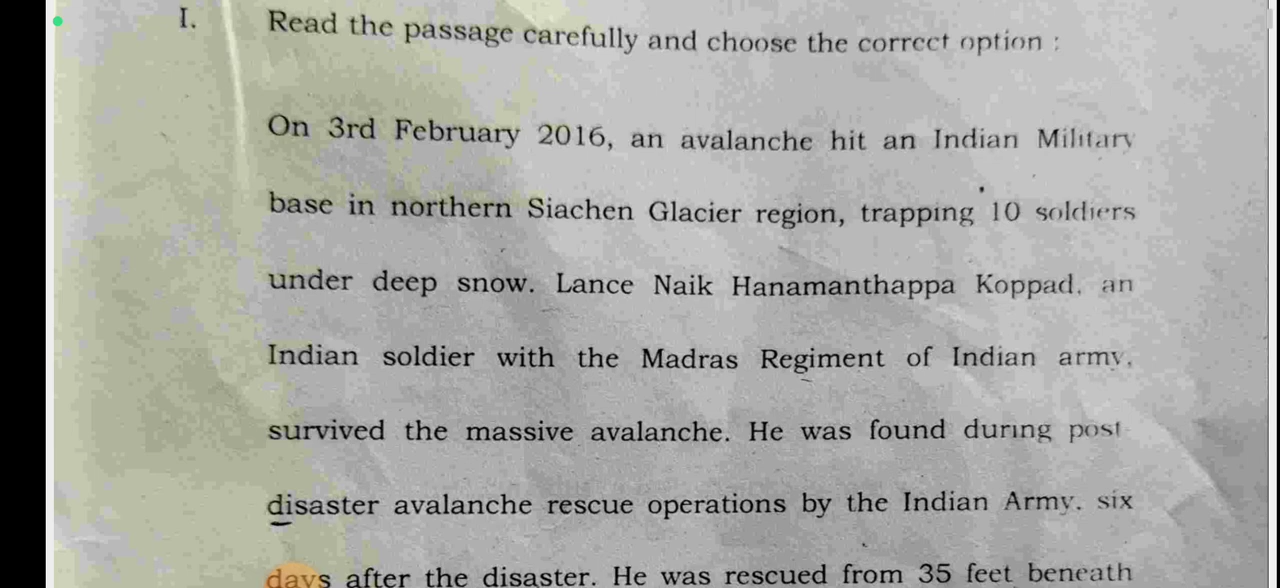 I. Read the passage carefully and choose the correct option :
On 3rd February 2016, an avalanche hit an Indian Military
base in northern Siachen Glacier region, trapping 10 soldiers
under deep snow. Lance Naik Hanamanthappa Koppad, an
Indian soldier with the Madras Regiment of Indian army,
survived the massive avalanche. He was found during post
disaster avalanche rescue operations by the Indian Army, six
days after the disaster. He was rescued from 35 feet beneath